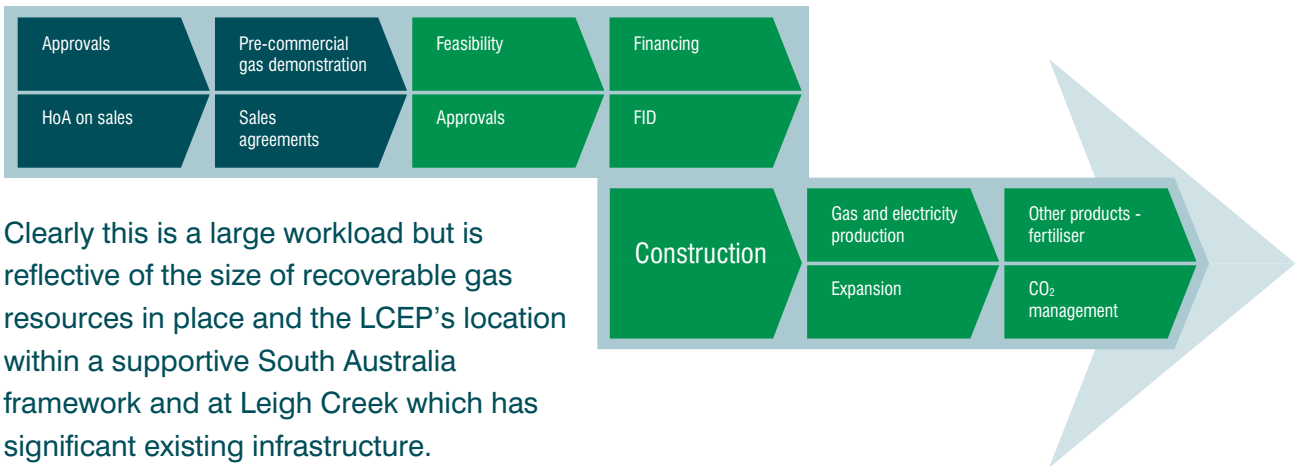 Approvals
Pre-commercial
gas demonstration
Feasibility
Financing
HoA on sales
Sales
agreements
Approvals
FID
Construction
Gas and electricity
production
Other products -
fertiliser
Expansion
CO₂
management
Clearly this is a large workload but is
reflective of the size of recoverable gas
resources in place and the LCEP’s location
within a supportive South Australia
framework and at Leigh Creek which has
significant existing infrastructure.